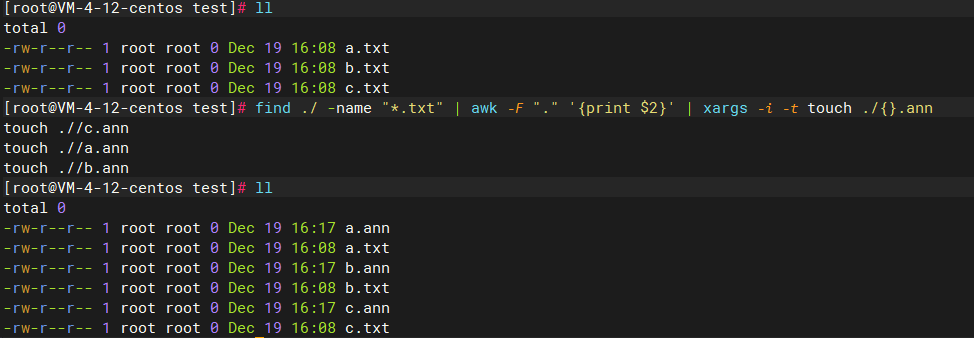 [root@VM-4-12-centos test]# ll
total 0
-rw-r--r-- 1 root root 0 Dec 19 16:08 a.txt
-rw-r--r-- 1 root root 0 Dec 19 16:08 b.txt
-rw-r--r-- 1 root root 0 Dec 19 16:08 c.txt
[root@VM-4-12-centos test]# find ./ -name "*.txt" | awk -F "." '{print $2}' | xargs -i -t touch ./{}.ann
touch .//c.ann
touch .//a.ann
touch .//b.ann
[root@VM-4-12-centos test]# ll
total 0
-rw-r--r-- 1 root root 0 Dec 19 16:17 a.ann
-rw-r--r-- 1 root root 0 Dec 19 16:08 a.txt
-rw-r--r-- 1 root root 0 Dec 19 16:17 b.ann
-rw-r--r-- 1 root root 0 Dec 19 16:08 b.txt
-rw-r--r-- 1 root root 0 Dec 19 16:17 c.ann
-rw-r--r-- 1 root root 0 Dec 19 16:08 c.txt